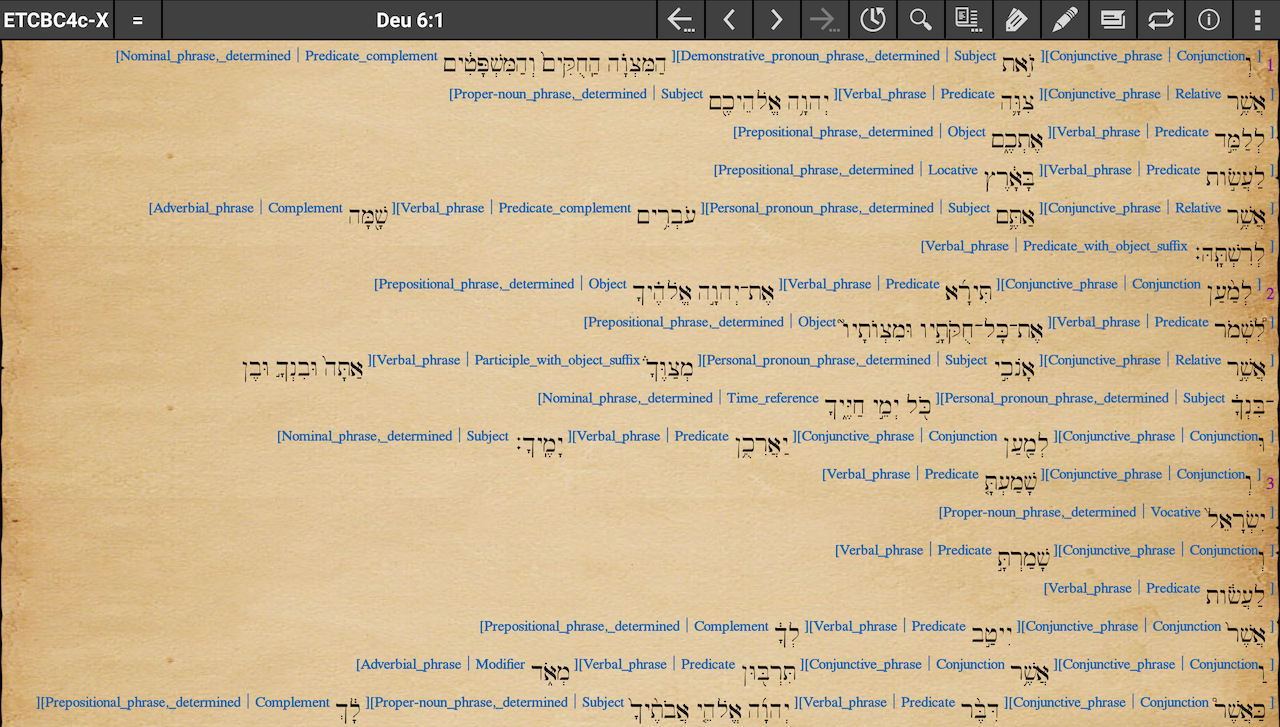 ETCBC4c-X = Deu 6:1
1 וְ [Conjunctive_phrase | Conjunction] זֹ֣את [Demonstrative_pronoun_phrase,_determined | Subject] הַמִּצְוָ֗ה הַֽחֻקִּים֙ וְהַמִּשְׁפָּטִ֔ים [Nominal_phrase,_determined | Predicate_complement]
אֲשֶׁ֥ר [Conjunctive_phrase | Relative] צִוָּ֛ה [Verbal_phrase | Predicate] יְהוָ֥ה אֱלֹהֵיכֶ֖ם [Proper-noun_phrase,_determined | Subject]
לְלַמֵּ֣ד [Verbal_phrase | Predicate] אֶתְכֶ֑ם [Prepositional_phrase,_determined | Object]
לַעֲשׂ֣וֹת [Verbal_phrase | Predicate] בָּאָ֔רֶץ [Prepositional_phrase,_determined | Locative]
אֲשֶׁ֥ר [Conjunctive_phrase | Relative] אַתֶּ֛ם [Personal_pronoun_phrase,_determined | Subject] עֹבְרִ֥ים [Verbal_phrase | Predicate_complement] שָׁ֖מָּה [Adverbial_phrase | Complement]
לְרִשְׁתָּֽהּ׃ [Verbal_phrase | Predicate_with_object_suffix]
2 לְמַ֨עַן [Conjunctive_phrase | Conjunction] תִּירָ֜א [Verbal_phrase | Predicate] אֶת־יְהוָ֣ה אֱלֹהֶ֗יךָ [Prepositional_phrase,_determined | Object]
לִ֠שְׁמֹר [Verbal_phrase | Predicate] אֶת־כָּל־חֻקֹּתָ֣יו וּמִצְוֺתָיו֮ [Prepositional_phrase,_determined | Object]
אֲשֶׁ֣ר [Conjunctive_phrase | Relative] אָנֹכִ֣י [Personal_pronoun_phrase,_determined | Subject] מְצַוֶּךָ֒ [Verbal_phrase | Participle_with_object_suffix] אַתָּה֙ וּבִנְךָ֣ וּבֶן
־בִּנְךָ֔ [Personal_pronoun_phrase,_determined | Subject] כֹּ֖ל יְמֵ֣י חַיֶּ֑יךָ [Nominal_phrase,_determined | Time_reference]
וּ [Conjunctive_phrase | Conjunction] לְמַ֖עַן [Conjunctive_phrase | Conjunction] יַאֲרִכֻ֥ן [Verbal_phrase | Predicate] יָמֶֽיךָ׃ [Nominal_phrase,_determined | Subject]
3 וְ [Conjunctive_phrase | Conjunction] שָׁמַעְתָּ֤ [Verbal_phrase | Predicate]
יִשְׂרָאֵל֙ [Proper-noun_phrase,_determined | Vocative]
וְ [Conjunctive_phrase | Conjunction] שָׁמַרְתָּ֣ [Verbal_phrase | Predicate]
לַעֲשׂ֔וֹת [Verbal_phrase | Predicate]
אֲשֶׁר֙ [Conjunctive_phrase | Conjunction] יִיטַ֣ב [Verbal_phrase | Predicate] לְךָ֔ [Prepositional_phrase,_determined | Complement]
וַ [Conjunctive_phrase | Conjunction] אֲשֶׁ֥ר [Conjunctive_phrase | Conjunction] תִּרְבּ֖וּן [Verbal_phrase | Predicate] מְאֹ֑ד [Adverbial_phrase | Modifier]
כַּאֲשֶׁר֩ [Conjunctive_phrase | Conjunction] דִּבֶּ֨ר [Verbal_phrase | Predicate] יְהוָ֜ה אֱלֹהֵ֤י אֲבֹתֶ֙יךָ֙ [Proper-noun_phrase,_determined | Subject] לָ֔ךְ [Prepositional_phrase,_determined | Complement]